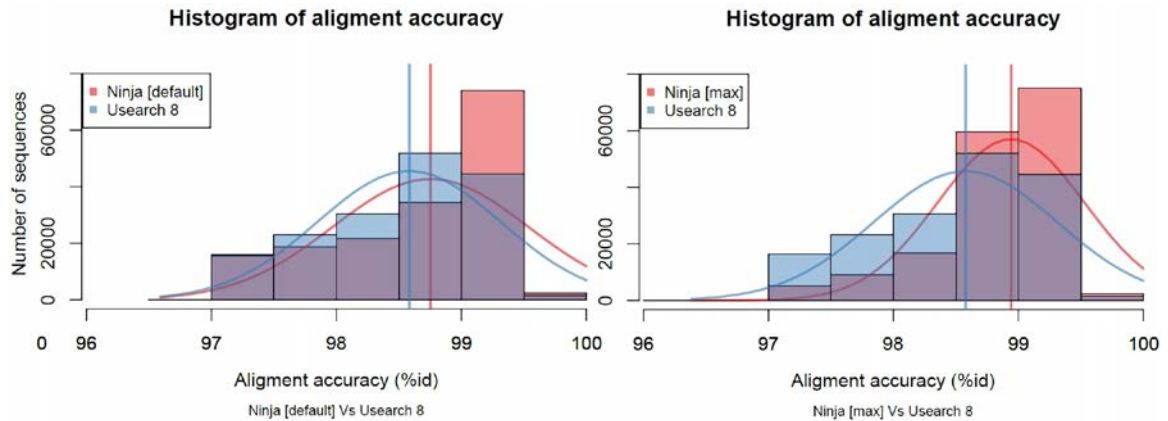 Histogram of aligment accuracy
Ninja [default]
Usearch 8
Number of sequences
60000
20000
0
0
96
97
98
99
100
Aligment accuracy (%id)
Ninja [default] Vs Usearch 8
Histogram of aligment accuracy
Ninja [max]
Usearch 8
60000
20000
0
96
97
98
99
100
Aligment accuracy (%id)
Ninja [max] Vs Usearch 8